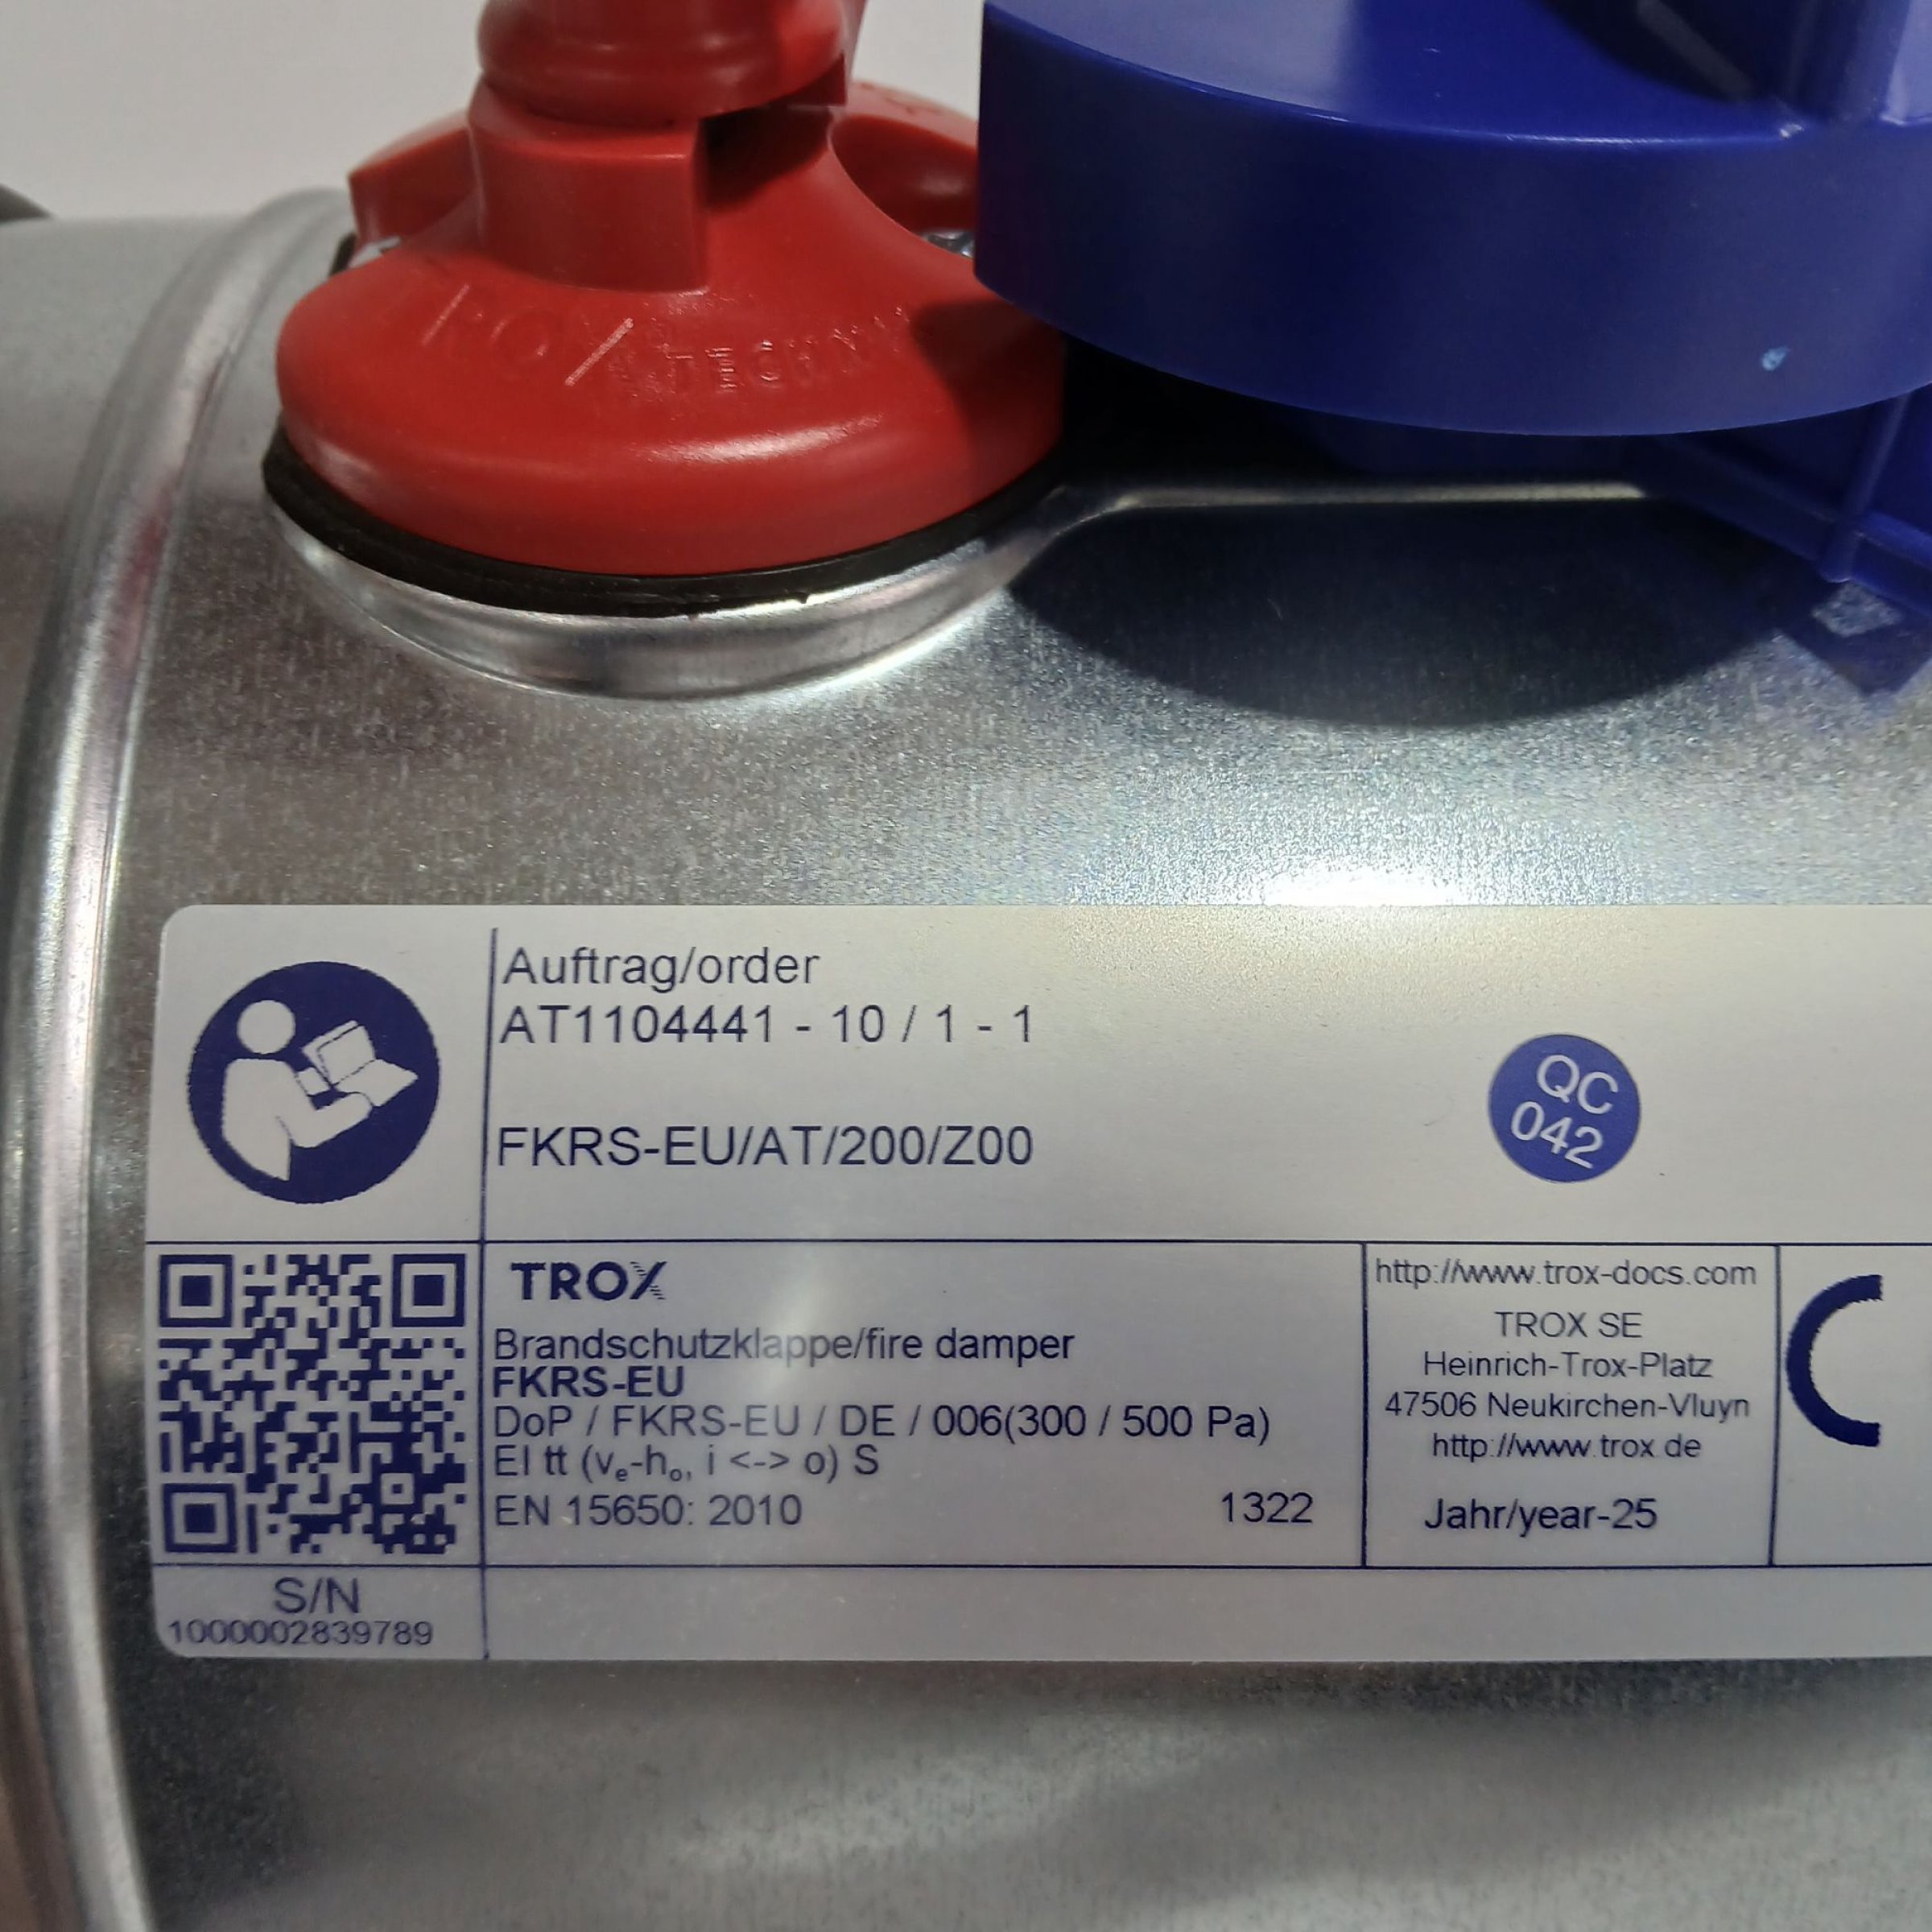 TECHNIK
Auftrag/order
AT1104441 - 10 / 1 - 1
FKRS-EU/AT/200/Z00
QC
042
TROX
Brandschutzklappe/fire damper
FKRS-EU
DoP / FKRS-EU / DE / 006(300 / 500 Pa)
EI tt (vₑ-hₒ, i <-> o) S
EN 15650: 2010
1322
http://www.trox-docs.com
TROX SE
Heinrich-Trox-Platz
47506 Neukirchen-Vluyn
http://www.trox.de
Jahr/year-25
S/N
1000002839789